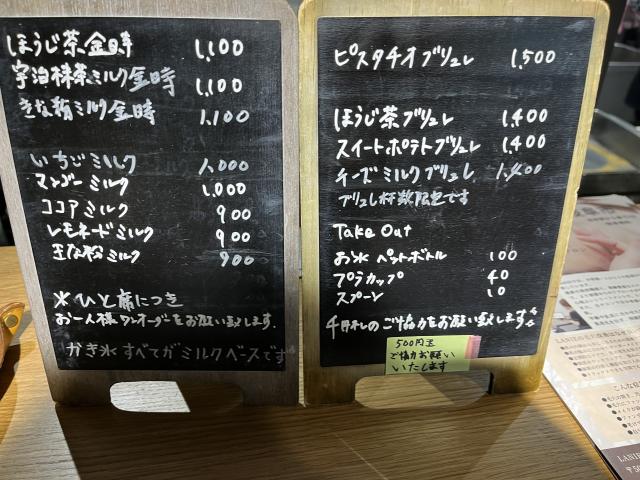 ほうじ茶金時 1,100
宇治抹茶ミルク金時 1,100
きな粉ミルク金時 1,100
いちごミルク 1,000
マンゴーミルク 1,000
ココアミルク 900
レモネードミルク 900
きな粉ミルク 900
※ひと席につき
お一人様ワンオーダーをお願い致します。
かき氷すべてがミルクベースです
ピスタチオブリュレ 1,500
ほうじ茶ブリュレ 1,400
スイートポテトブリュレ 1,400
チーズミルクブリュレ 1,400
ブリュレ杯数限定です
Take Out
お水 ペットボトル 100
プラカップ 40
スプーン 10
千円札のご協力をお願い致します
500円玉
ご協力お願い
いたします